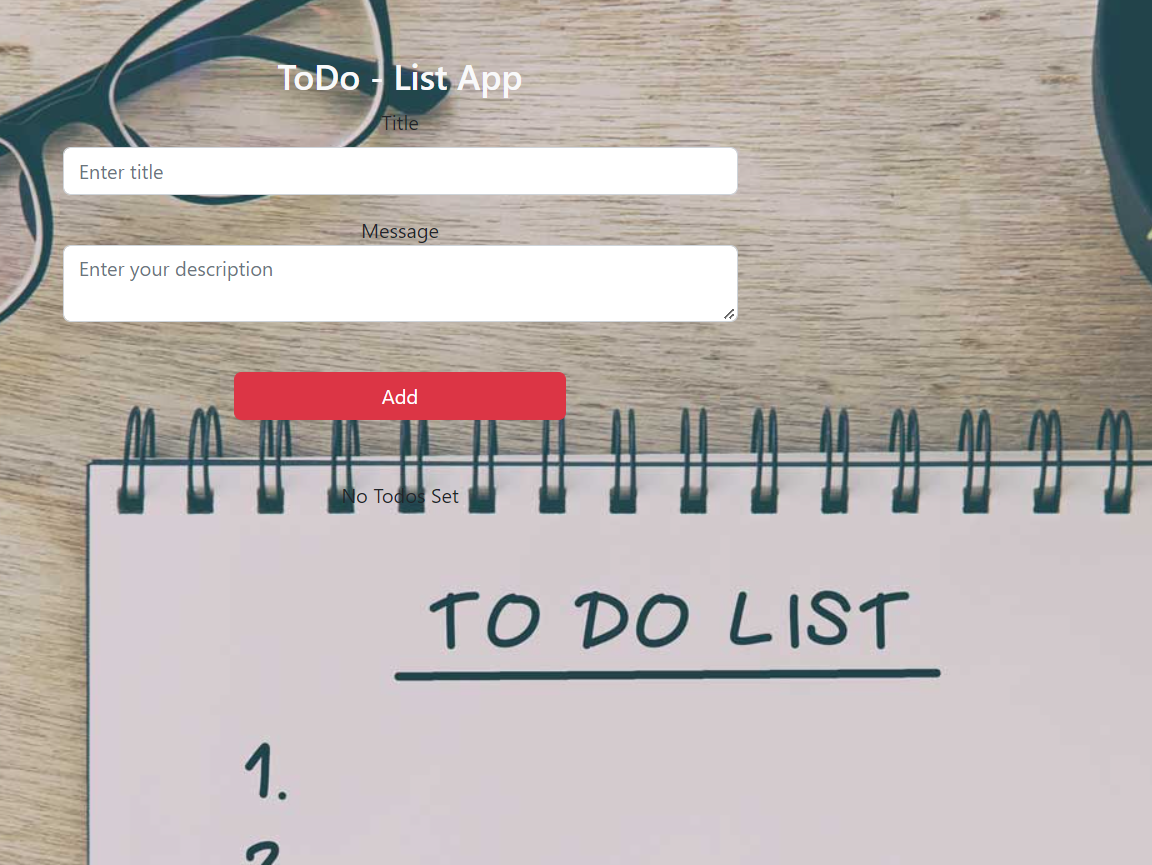 ToDo - List App
Title
Enter title
Message
Enter your description
Add
No Todos Set
TO DO LIST
1.
2